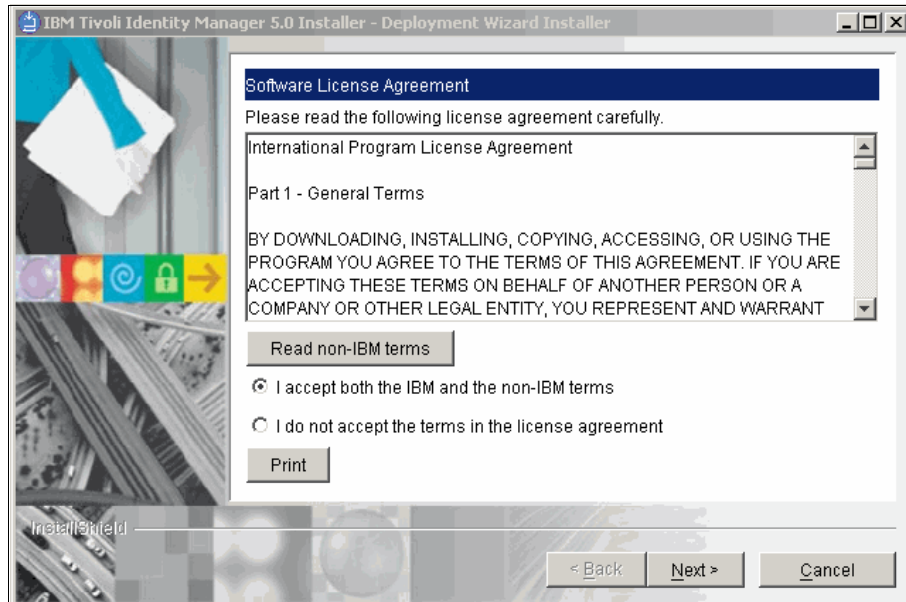 IBM Tivoli Identity Manager 5.0 Installer - Deployment Wizard Installer
Software License Agreement
Please read the following license agreement carefully.
International Program License Agreement
Part 1 - General Terms
BY DOWNLOADING, INSTALLING, COPYING, ACCESSING, OR USING THE
PROGRAM YOU AGREE TO THE TERMS OF THIS AGREEMENT. IF YOU ARE
ACCEPTING THESE TERMS ON BEHALF OF ANOTHER PERSON OR A
COMPANY OR OTHER LEGAL ENTITY, YOU REPRESENT AND WARRANT
Read non-IBM terms
I accept both the IBM and the non-IBM terms
I do not accept the terms in the license agreement
Print
InstallShield
< Back
Next >
Cancel